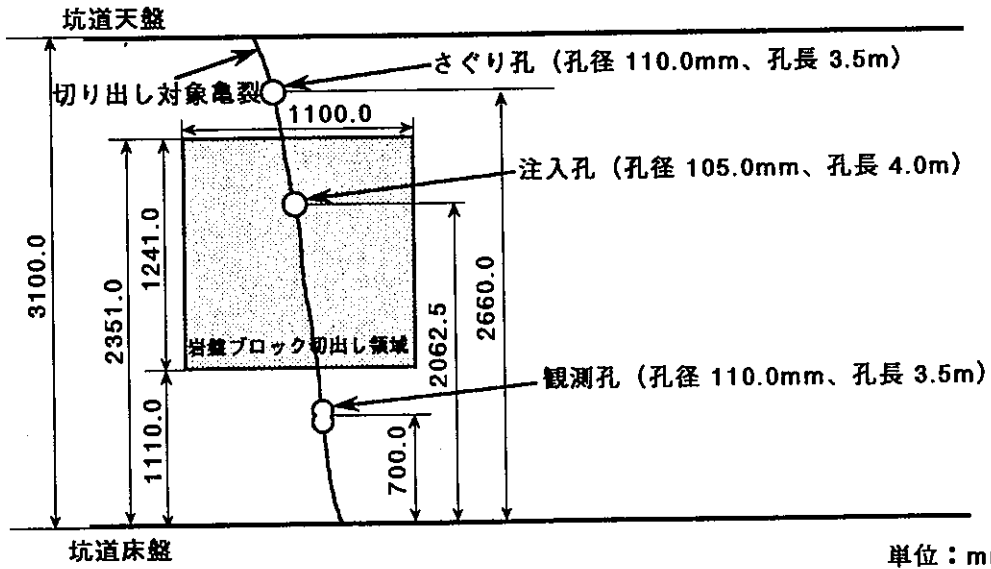 坑道天盤
さぐり孔（孔径 110.0mm、孔長 3.5m）
切り出し対象亀裂
1100.0
注入孔（孔径 105.0mm、孔長 4.0m）
3100.0
2351.0
1241.0
2062.5
2660.0
岩盤ブロック切出し領域
観測孔（孔径 110.0mm、孔長 3.5m）
1110.0
700.0
坑道床盤
単位：m